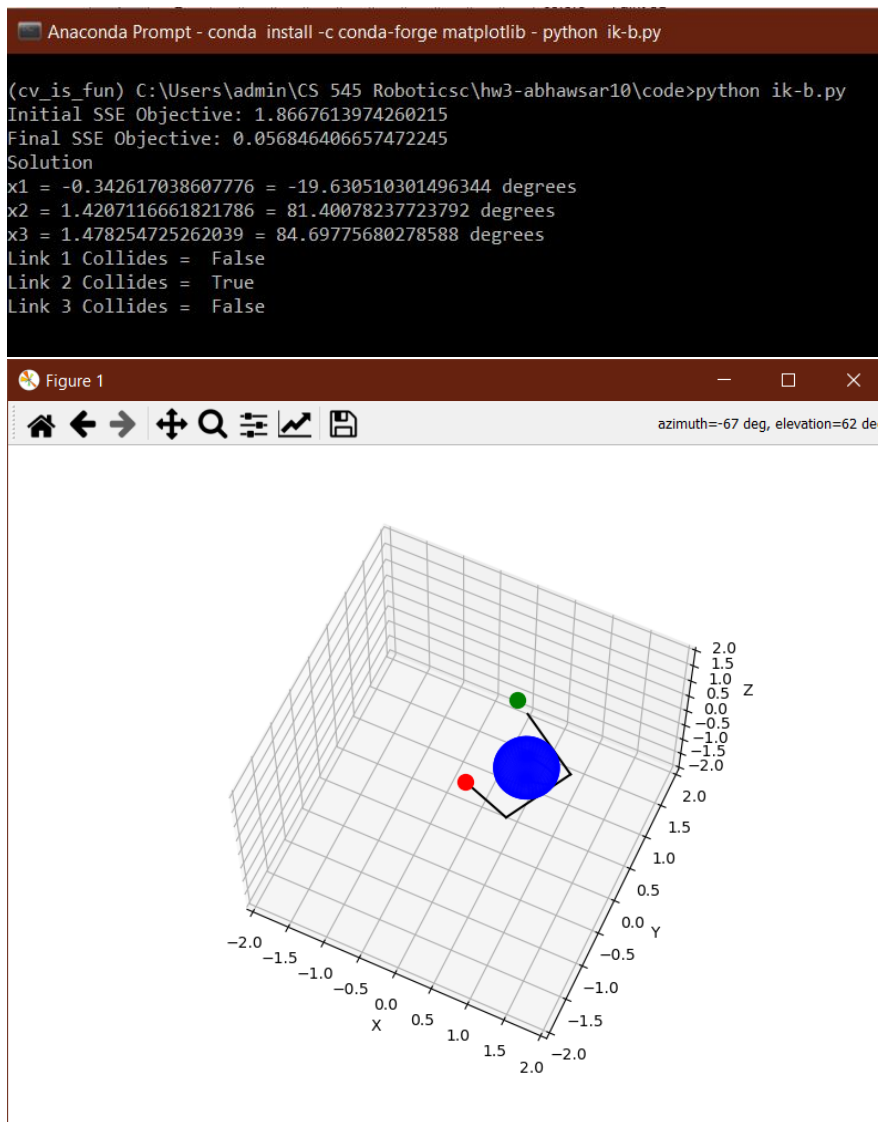 Anaconda Prompt - conda  install -c conda-forge matplotlib - python  ik-b.py
(cv_is_fun) C:\Users\admin\CS 545 Roboticsc\hw3-abhawsar10\code>python ik-b.py
Initial SSE Objective: 1.8667613974260215
Final SSE Objective: 0.056846406657472245
Solution
x1 = -0.342617038607776 = -19.630510301496344 degrees
x2 = 1.4207116661821786 = 81.40078237723792 degrees
x3 = 1.478254725262039 = 84.69775680278588 degrees
Link 1 Collides =  False
Link 2 Collides =  True
Link 3 Collides =  False
Figure 1
azimuth=-67 deg, elevation=62 de
2.0
1.5
1.0
0.5
0.0
−0.5
−1.0
−1.5
−2.0
Z
2.0
1.5
1.0
0.5
0.0
−0.5
−1.0
−1.5
−2.0
Y
−2.0
−1.5
−1.0
−0.5
0.0
0.5
1.0
1.5
2.0
X